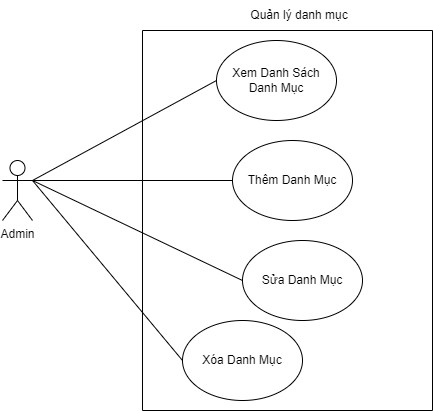 Quản lý danh mục
Xem Danh Sách
Danh Mục
Thêm Danh Mục
Admin
Sửa Danh Mục
Xóa Danh Mục